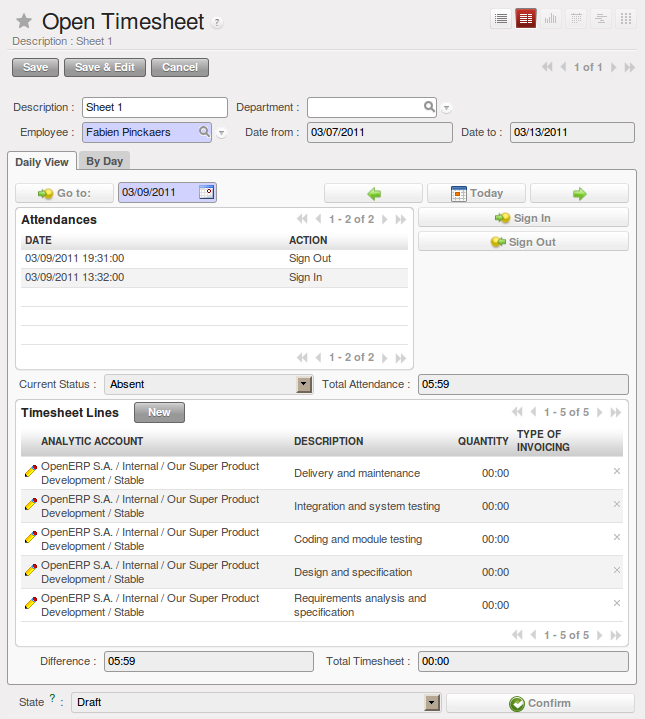 Open Timesheet ?
Description : Sheet 1
Save Save & Edit Cancel 1 of 1
Description : Sheet 1 Department :
Employee : Fabien Pinckaers Date from : 03/07/2011 Date to : 03/13/2011
Daily View By Day
Go to: 03/09/2011 Today
Attendances 1 - 2 of 2 Sign In
DATE ACTION Sign Out
03/09/2011 19:31:00 Sign Out
03/09/2011 13:32:00 Sign In
1 - 2 of 2
Current Status : Absent Total Attendance : 05:59
Timesheet Lines New 1 - 5 of 5
ANALYTIC ACCOUNT DESCRIPTION QUANTITY TYPE OF INVOICING
OpenERP S.A. / Internal / Our Super Product
Development / Stable Delivery and maintenance 00:00
OpenERP S.A. / Internal / Our Super Product
Development / Stable Integration and system testing 00:00
OpenERP S.A. / Internal / Our Super Product
Development / Stable Coding and module testing 00:00
OpenERP S.A. / Internal / Our Super Product
Development / Stable Design and specification 00:00
OpenERP S.A. / Internal / Our Super Product
Development / Stable Requirements analysis and specification 00:00
1 - 5 of 5
Difference : 05:59 Total Timesheet : 00:00
State ? : Draft Confirm